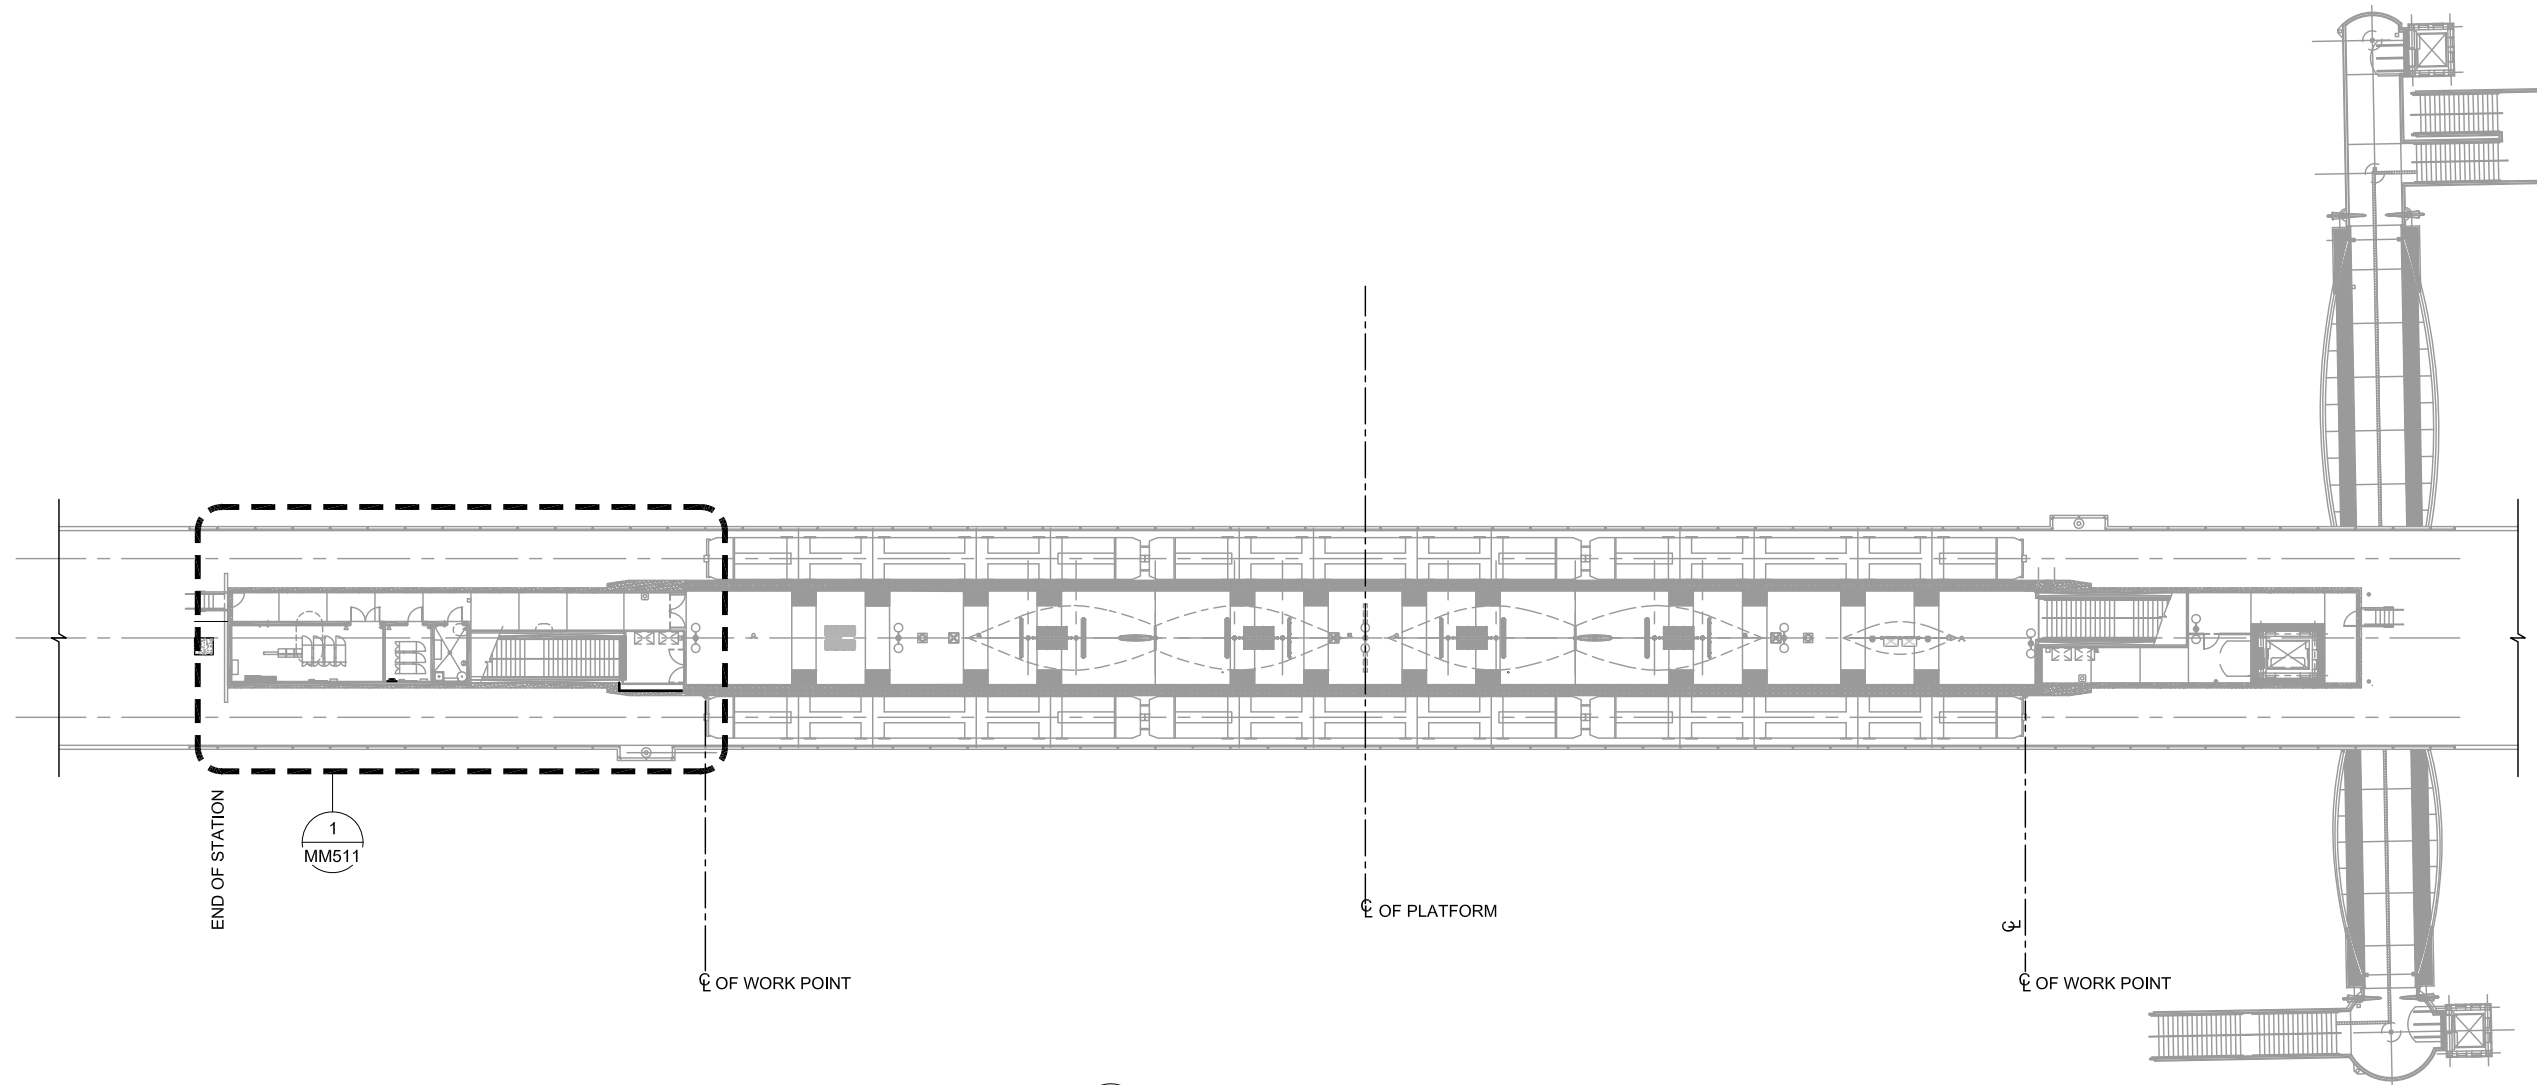 END OF STATION
1
MM511
℄ OF PLATFORM
℄
℄ OF WORK POINT
℄ OF WORK POINT